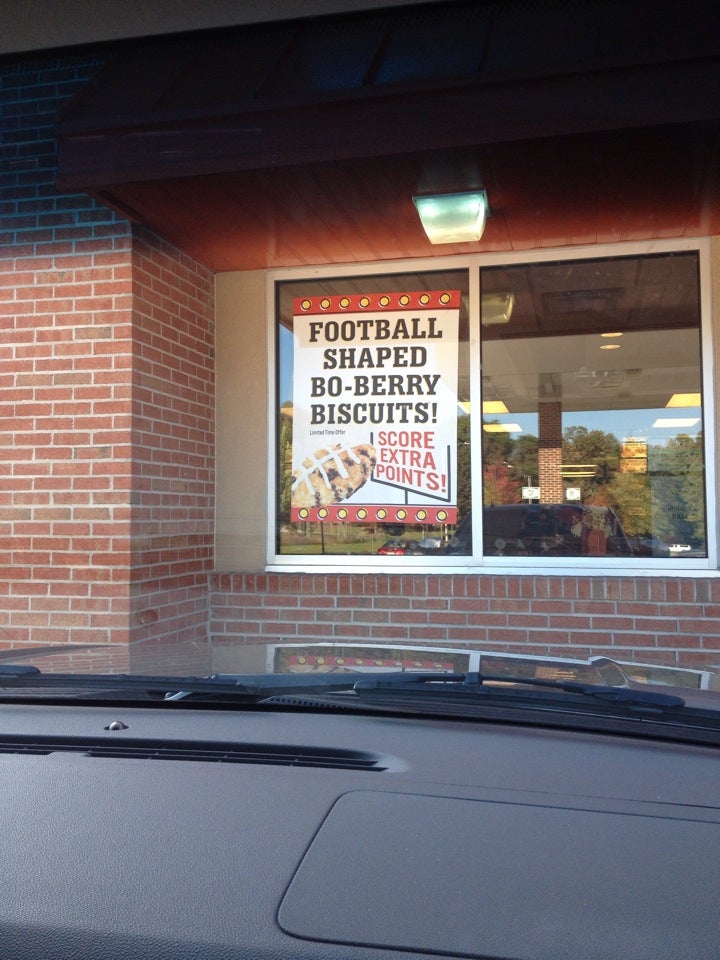 FOOTBALL
SHAPED
BO-BERRY
BISCUITS!
Limited Time Offer
SCORE
EXTRA
POINTS!